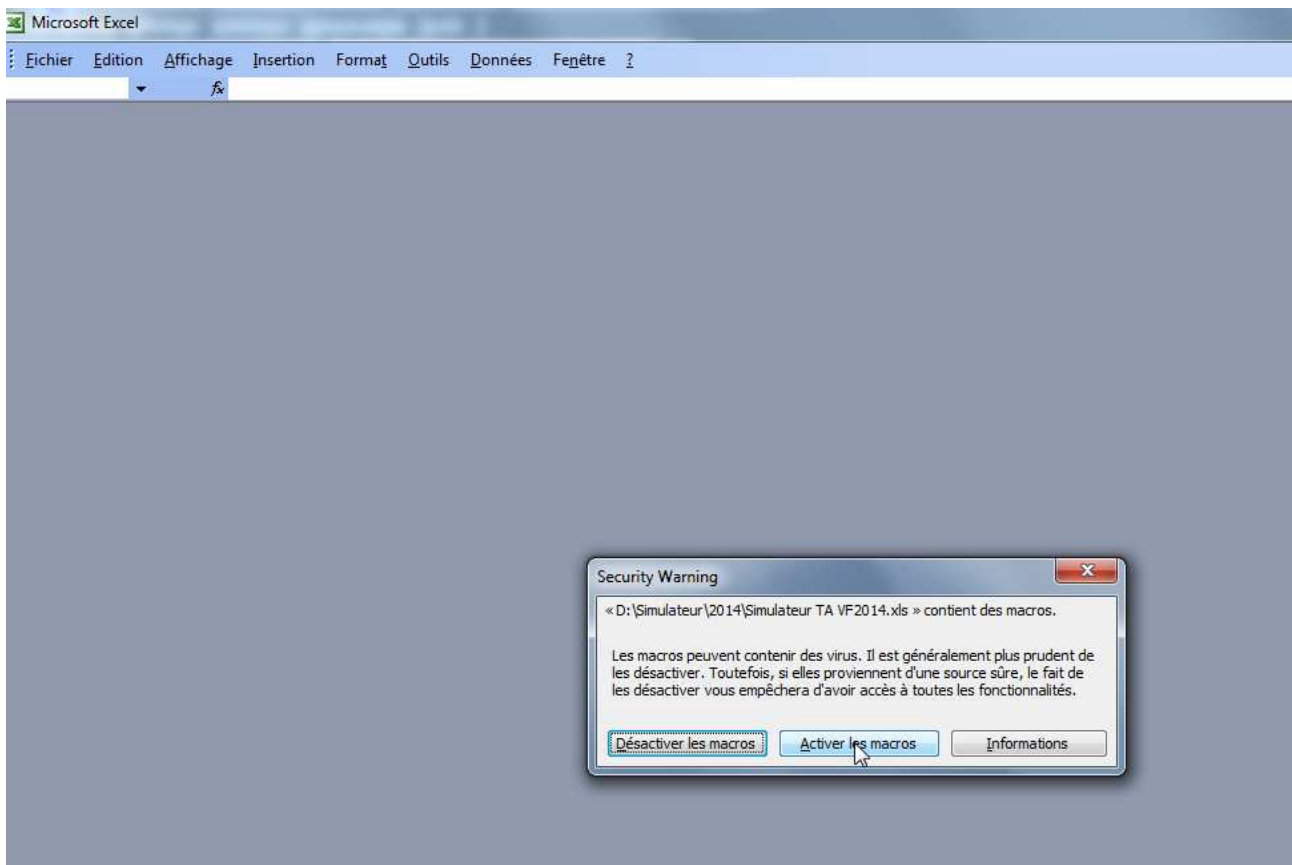 Microsoft Excel
Fichier Edition Affichage Insertion Format Outils Données Fenêtre ?
fx
Security Warning
« D:\Simulateur\2014\Simulateur TA VF2014.xls » contient des macros.
Les macros peuvent contenir des virus. Il est généralement plus prudent de
les désactiver. Toutefois, si elles proviennent d'une source sûre, le fait de
les désactiver vous empêchera d'avoir accès à toutes les fonctionnalités.
Désactiver les macros Activer les macros Informations